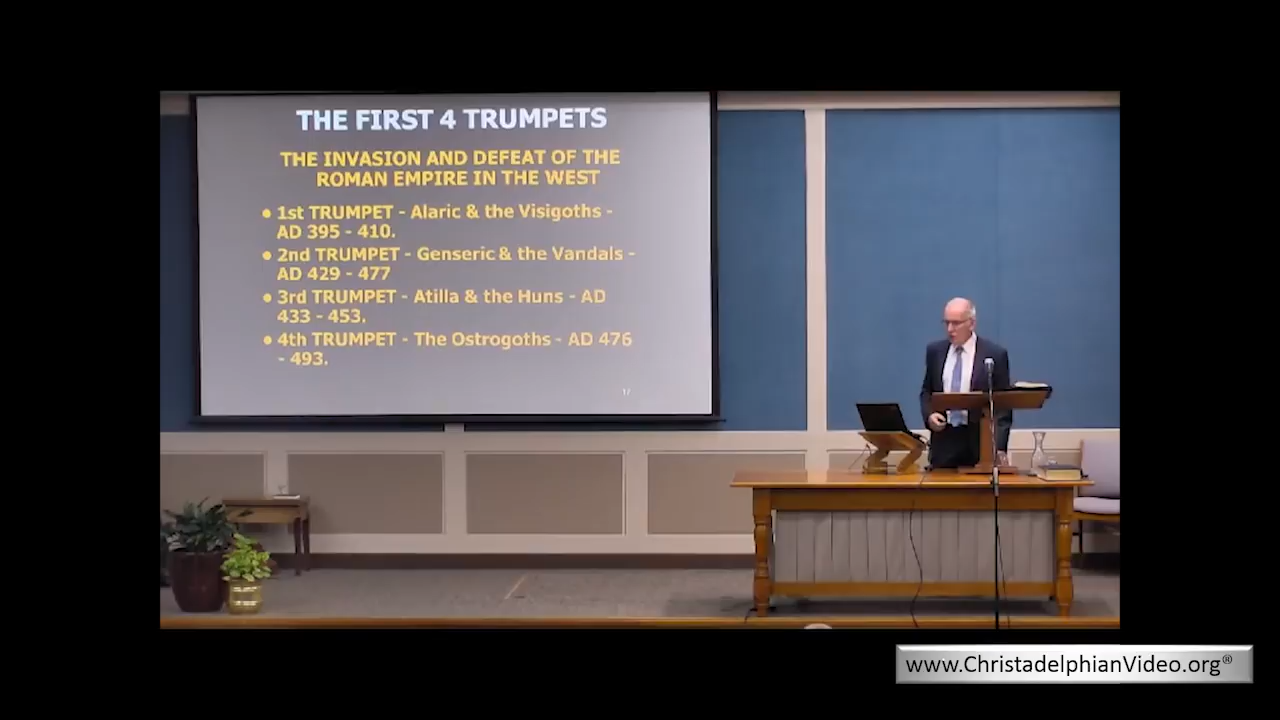 THE FIRST 4 TRUMPETS
THE INVASION AND DEFEAT OF THE
ROMAN EMPIRE IN THE WEST
• 1st TRUMPET - Alaric & the Visigoths -
AD 395 - 410.
• 2nd TRUMPET - Genseric & the Vandals -
AD 429 - 477
• 3rd TRUMPET - Atilla & the Huns - AD
433 - 453.
• 4th TRUMPET - The Ostrogoths - AD 476
- 493.
www.ChristadelphianVideo.org®